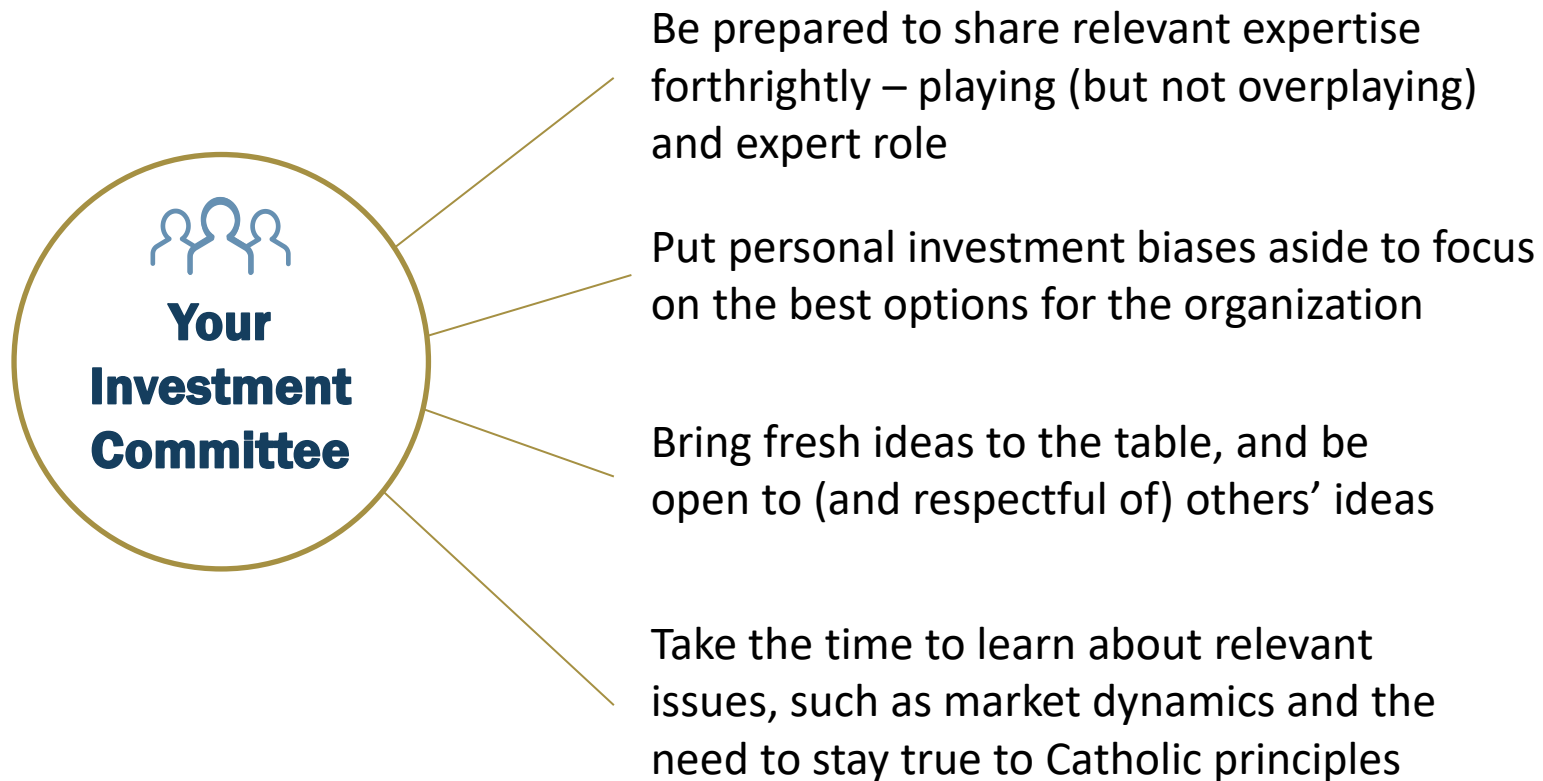 Your
Investment
Committee
Be prepared to share relevant expertise
forthrightly – playing (but not overplaying)
and expert role
Put personal investment biases aside to focus
on the best options for the organization
Bring fresh ideas to the table, and be
open to (and respectful of) others’ ideas
Take the time to learn about relevant
issues, such as market dynamics and the
need to stay true to Catholic principles